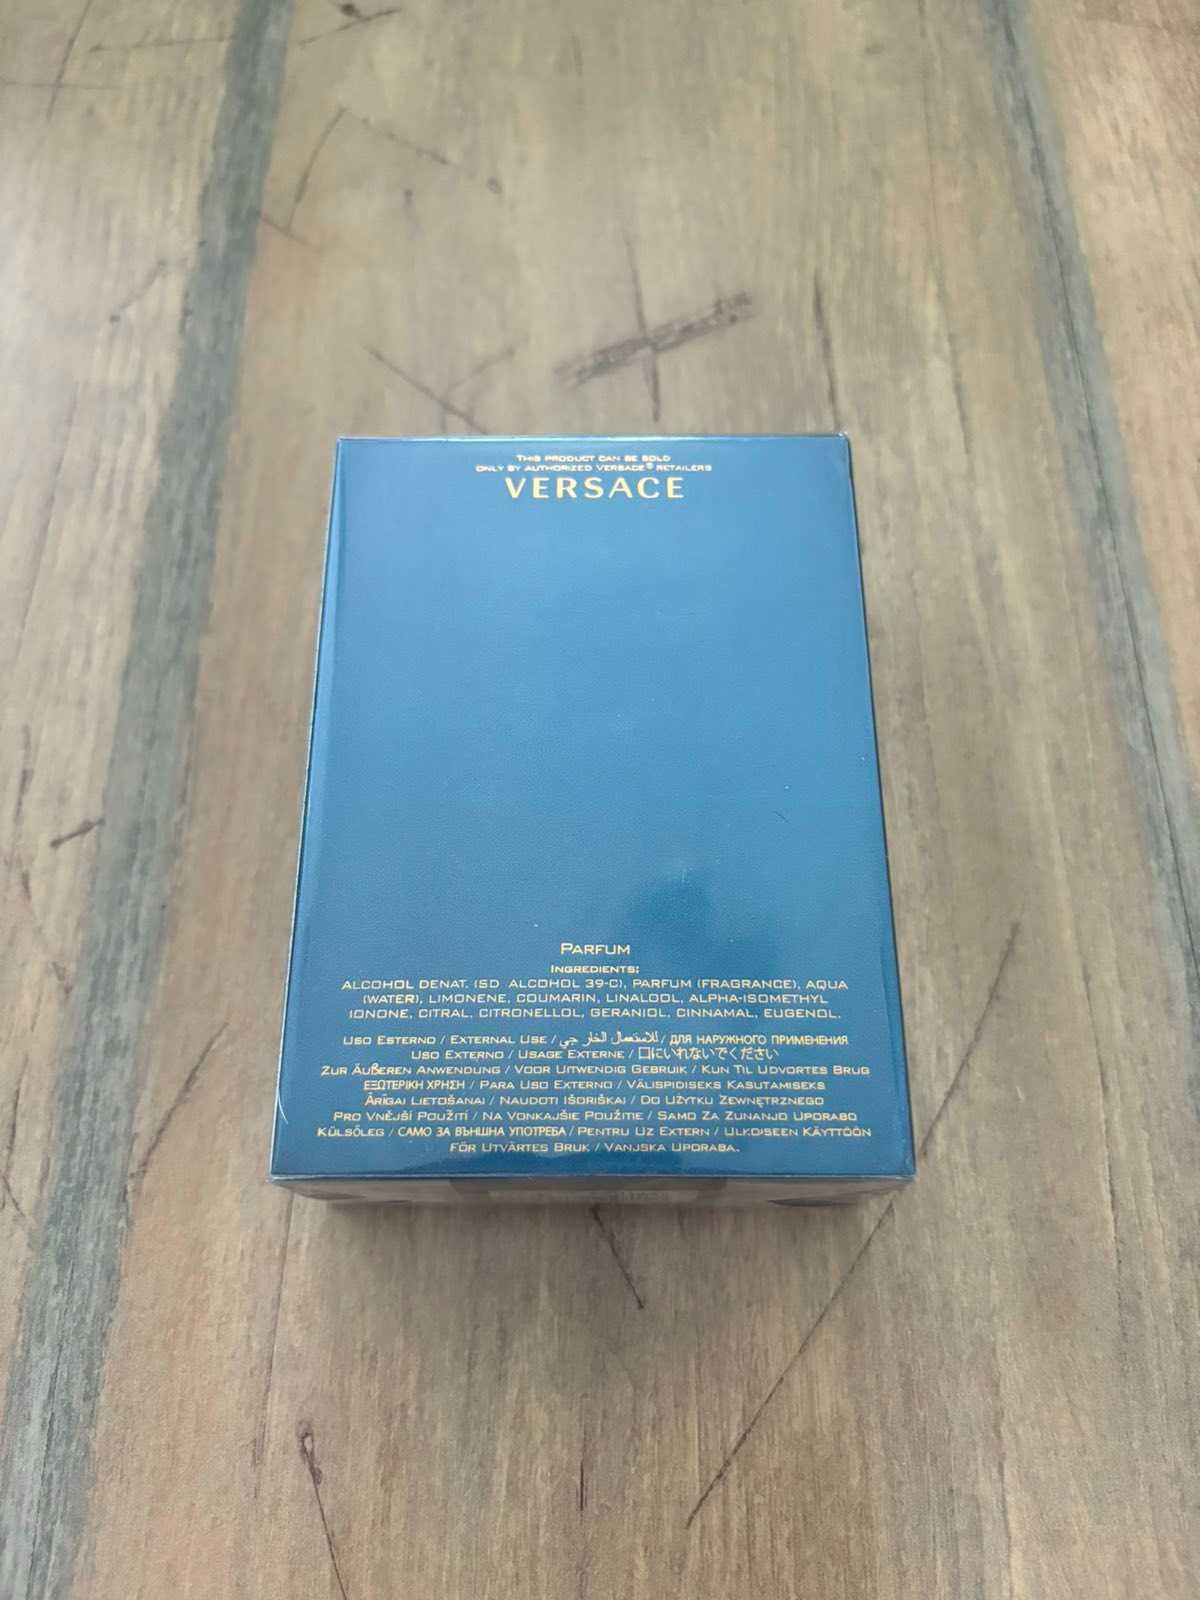 THIS PRODUCT CAN BE SOLD
ONLY BY AUTHORIZED VERSACE® RETAILERS
VERSACE
PARFUM
INGREDIENTS:
ALCOHOL DENAT. (SD ALCOHOL 39-C), PARFUM (FRAGRANCE), AQUA
(WATER), LIMONENE, COUMARIN, LINALOOL, ALPHA-ISOMETHYL
IONONE, CITRAL, CITRONELLOL, GERANIOL, CINNAMAL, EUGENOL.
USO ESTERNO / EXTERNAL USE / للاستعمال الخار جي / ДЛЯ НАРУЖНОГО ПРИМЕНЕНИЯ
USO EXTERNO / USAGE EXTERNE / 口にいれないでください
ZUR ÄUßEREN ANWENDUNG / VOOR UITWENDIG GEBRUIK / KUN TIL UDVORTES BRUG
ΕΞΩΤΕΡΙΚΗ ΧΡΗΣΗ / PARA USO EXTERNO / VÄLISPIDISEKS KASUTAMISEKS
ĀRĪGAI LIETOŠANAI / NAUDOTI IŠORIŠKAI / DO UŻYTKU ZEWNĘTRZNEGO
PRO VNĚJŠÍ POUŽITÍ / NA VONKAJŠIE POUŽITIE / SAMO ZA ZUNANJO UPORABO
KÜLSŐLEG / САМО ЗА ВЪНШНА УПОТРЕБА / PENTRU UZ EXTERN / ULKOISEEN KÄYTTÖÖN
FÖR UTVÄRTES BRUK / VANJSKA UPORABA.